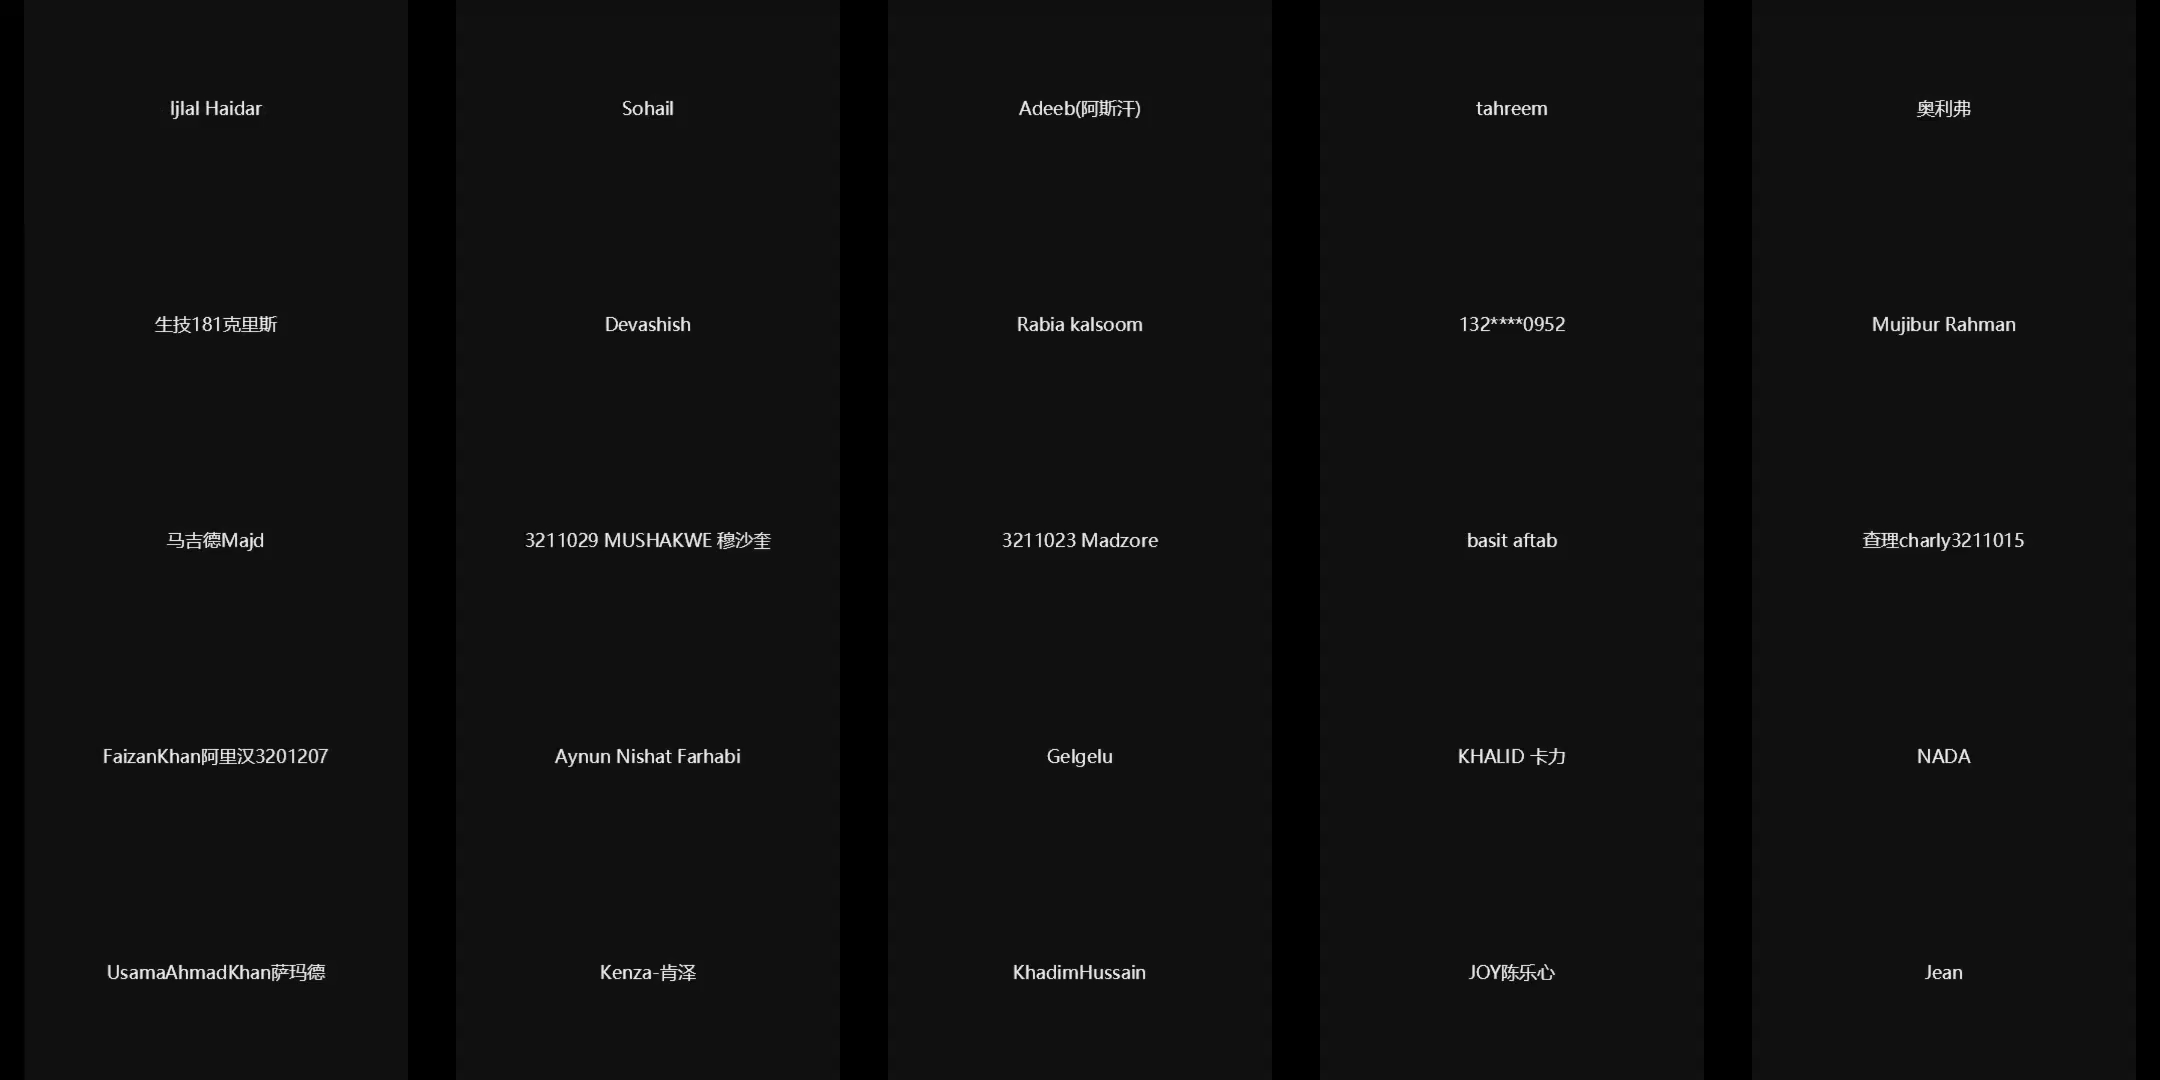 Ijlal Haidar
Sohail
Adeeb(阿斯汗)
tahreem
奥利弗
生技181克里斯
Devashish
Rabia kalsoom
132****0952
Mujibur Rahman
马吉德Majd
3211029 MUSHAKWE 穆沙奎
3211023 Madzore
basit aftab
查理charly3211015
FaizanKhan阿里汉3201207
Aynun Nishat Farhabi
Gelgelu
KHALID 卡力
NADA
UsamaAhmadKhan萨玛德
Kenza-肯泽
KhadimHussain
JOY陈乐心
Jean